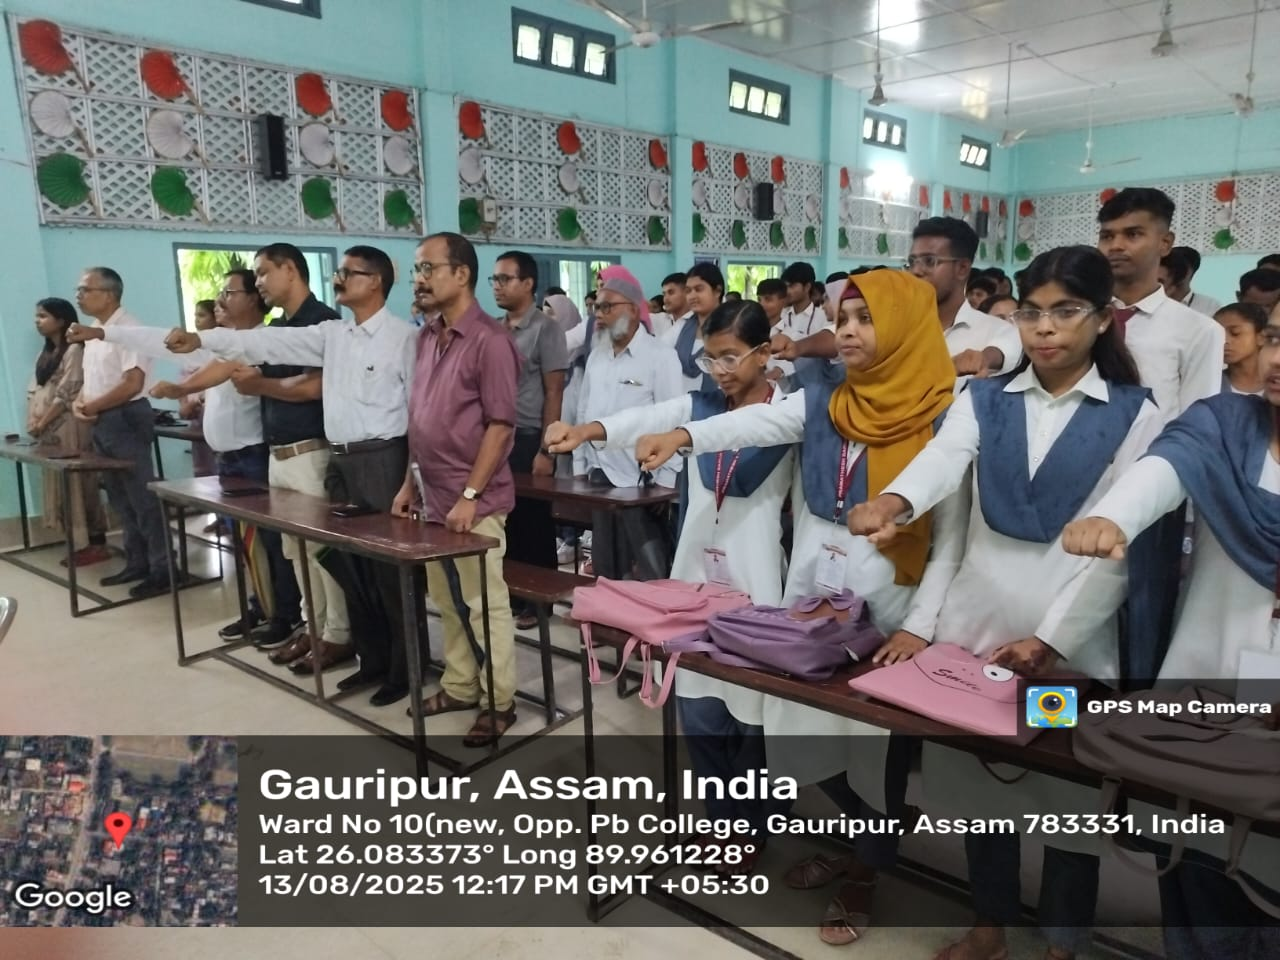 Smile
GPS Map Camera
Gauripur, Assam, India
Ward No 10(new, Opp. Pb College, Gauripur, Assam 783331, India
Lat 26.083373° Long 89.961228°
13/08/2025 12:17 PM GMT +05:30
Google